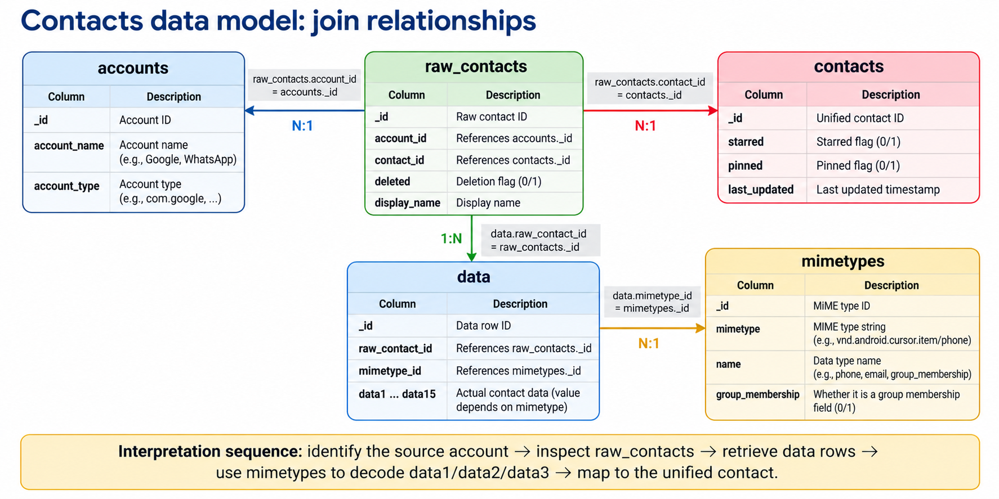 Contacts data model: join relationships
accounts
Column Description
_id Account ID
account_name Account name
(e.g., Google, WhatsApp)
account_type Account type
(e.g., com.google, ...)
raw_contacts.account_id
= accounts._id
N:1
raw_contacts
Column Description
_id Raw contact ID
account_id References accounts._id
contact_id References contacts._id
deleted Deletion flag (0/1)
display_name Display name
raw_contacts.contact_id
= contacts._id
N:1
contacts
Column Description
_id Unified contact ID
starred Starred flag (0/1)
pinned Pinned flag (0/1)
last_updated Last updated timestamp
1:N
data.raw_contact_id
= raw_contacts._id
data
Column Description
_id Data row ID
raw_contact_id References raw_contacts._id
mimetype_id References mimetypes._id
data1 ... data15 Actual contact data (value
depends on mimetype)
data.mimetype_id
= mimetypes._id
N:1
mimetypes
Column Description
_id MiME type ID
mimetype MIME type string
(e.g., vnd.android.cursor.item/phone)
name Data type name
(e.g., phone, email, group_membership)
group_membership Whether it is a group membership
field (0/1)
Interpretation sequence: identify the source account → inspect raw_contacts → retrieve data rows →
use mimetypes to decode data1/data2/data3 → map to the unified contact.